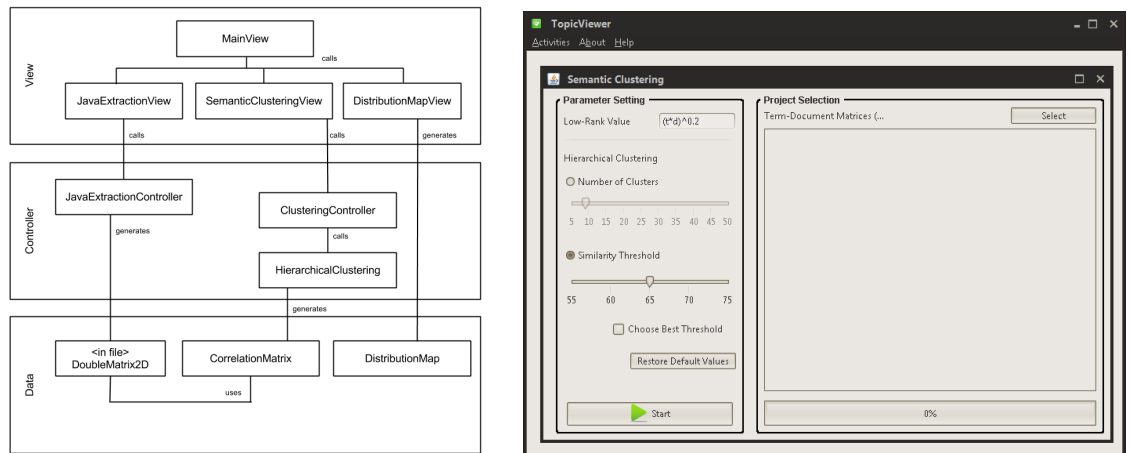 View
MainView
calls
JavaExtractionView
SemanticClusteringView
DistributionMapView
calls
calls
generates
Controller
JavaExtractionController
ClusteringController
generates
calls
HierarchicalClustering
generates
Data
<in file>
DoubleMatrix2D
CorrelationMatrix
DistributionMap
uses
TopicViewer
Activities About Help
Semantic Clustering
Parameter Setting
Low-Rank Value (t*d)^0.2
Hierarchical Clustering
Number of Clusters
5 10 15 20 25 30 35 40 45 50
Similarity Threshold
55 60 65 70 75
Choose Best Threshold
Restore Default Values
Start
Project Selection
Term-Document Matrices (...
Select
0%